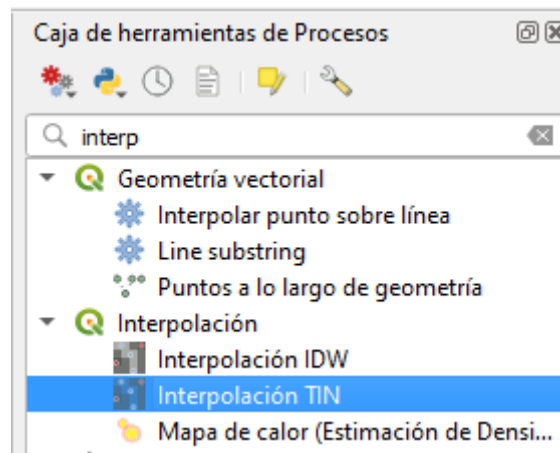 Caja de herramientas de Procesos
interp
Geometría vectorial
Interpolar punto sobre línea
Line substring
Puntos a lo largo de geometría
Interpolación
Interpolación IDW
Interpolación TIN
Mapa de calor (Estimación de Densi...